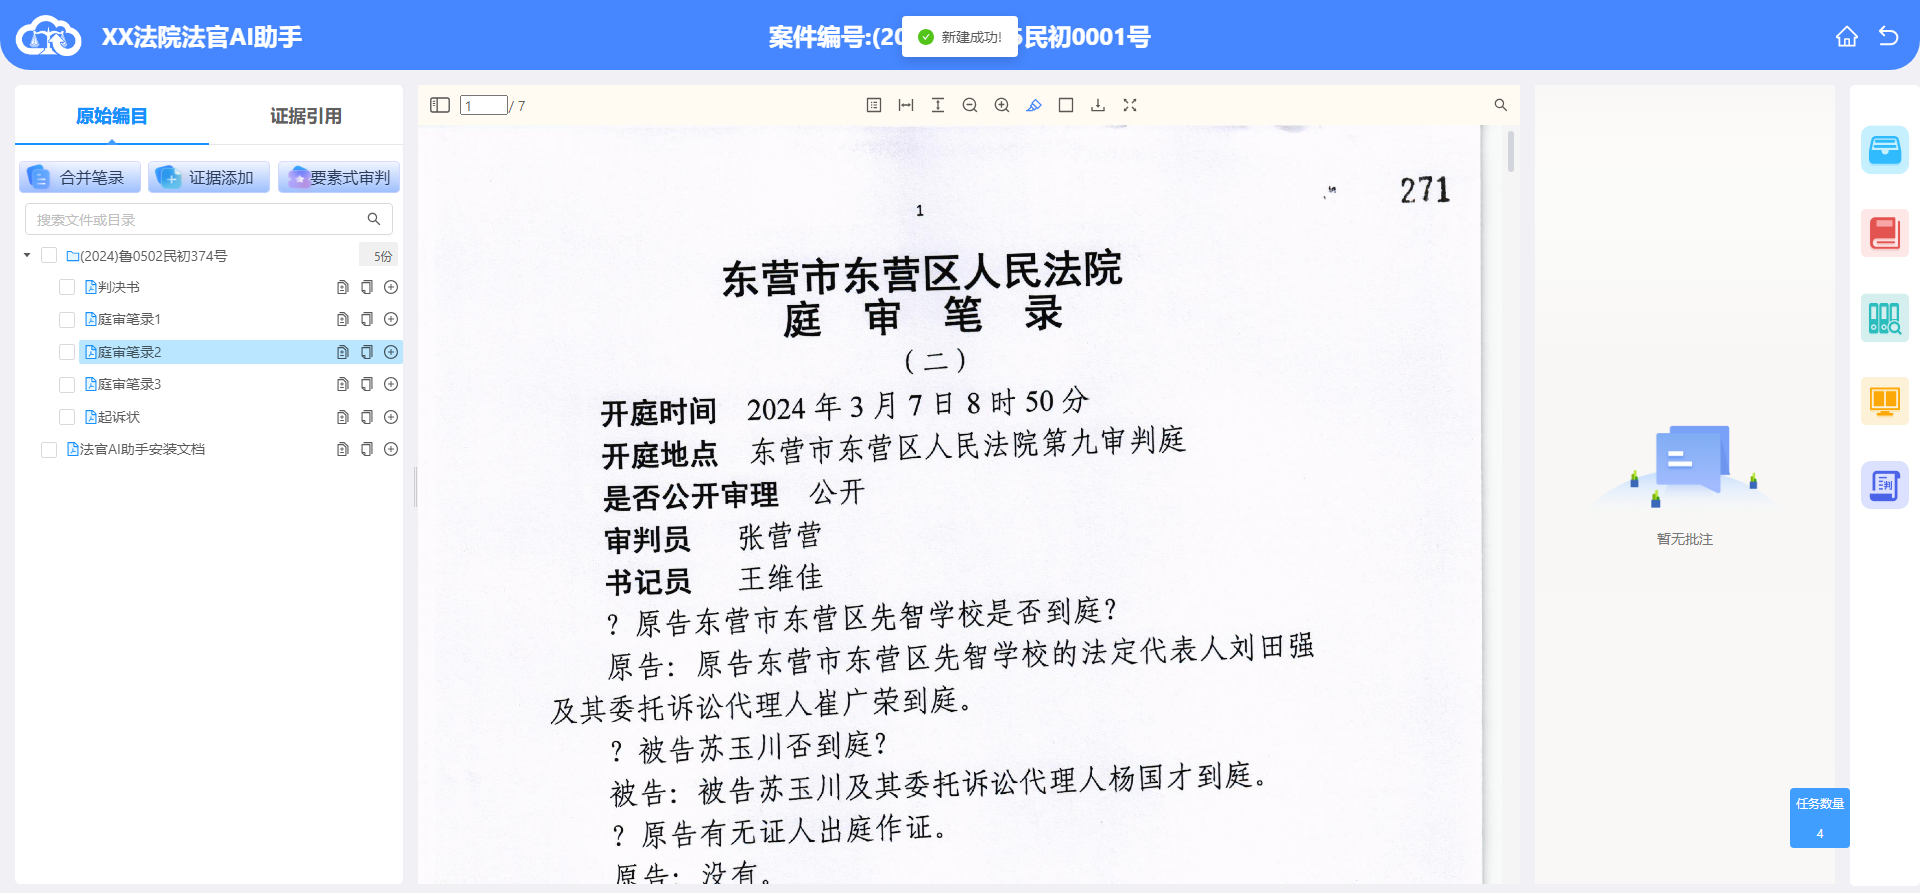 XX法院法官AI助手
案件编号:(20
新建成功!
民初0001号
原始编目
证据引用
合并笔录
证据添加
要素式审判
搜索文件或目录
(2024)鲁0502民初374号
5份
判决书
庭审笔录1
庭审笔录2
庭审笔录3
起诉状
法官AI助手安装文档
1 / 7
271
1
东营市东营区人民法院
庭 审 笔 录
(二)
开庭时间 2024年3月7日8时50分
开庭地点 东营市东营区人民法院第九审判庭
是否公开审理 公开
审判员 张营营
书记员 王维佳
? 原告东营市东营区先智学校是否到庭?
原告: 原告东营市东营区先智学校的法定代表人刘田强
及其委托诉讼代理人崔广荣到庭。
? 被告苏玉川否到庭?
被告: 被告苏玉川及其委托诉讼代理人杨国才到庭。
? 原告有无证人出庭作证。
原告: 没有。
暂无批注
任务数量
4
判